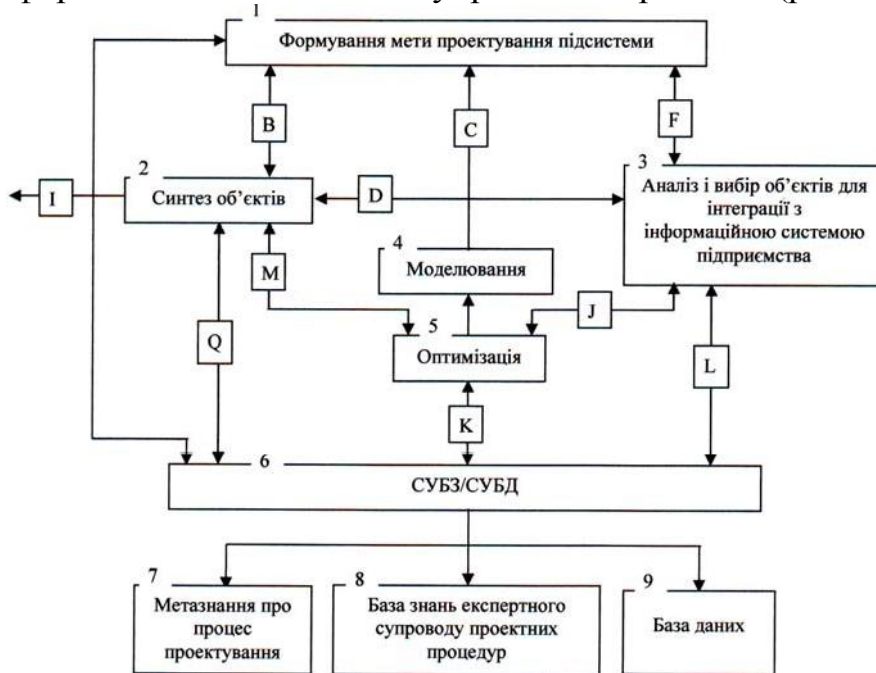 1
Формування мети проектування підсистеми
B
C
F
2
Синтез об’єктів
3
Аналіз і вибір об’єктів для
інтеграції з
інформаційною системою
підприємства
I
D
4
Моделювання
M
J
5
Оптимізація
Q
L
K
6
СУБЗ/СУБД
7
Метазнання про
процес
проектування
8
База знань експертного
супроводу проектних
процедур
9
База даних